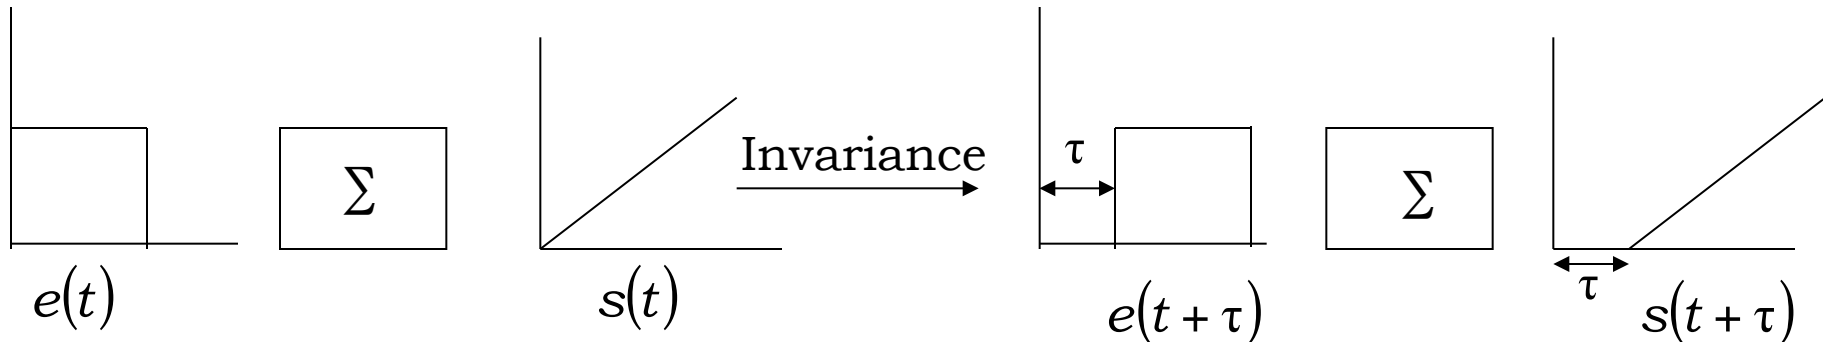 Σ
Invariance
τ
Σ
e(t)
s(t)
e(t + τ)
τ
s(t + τ)